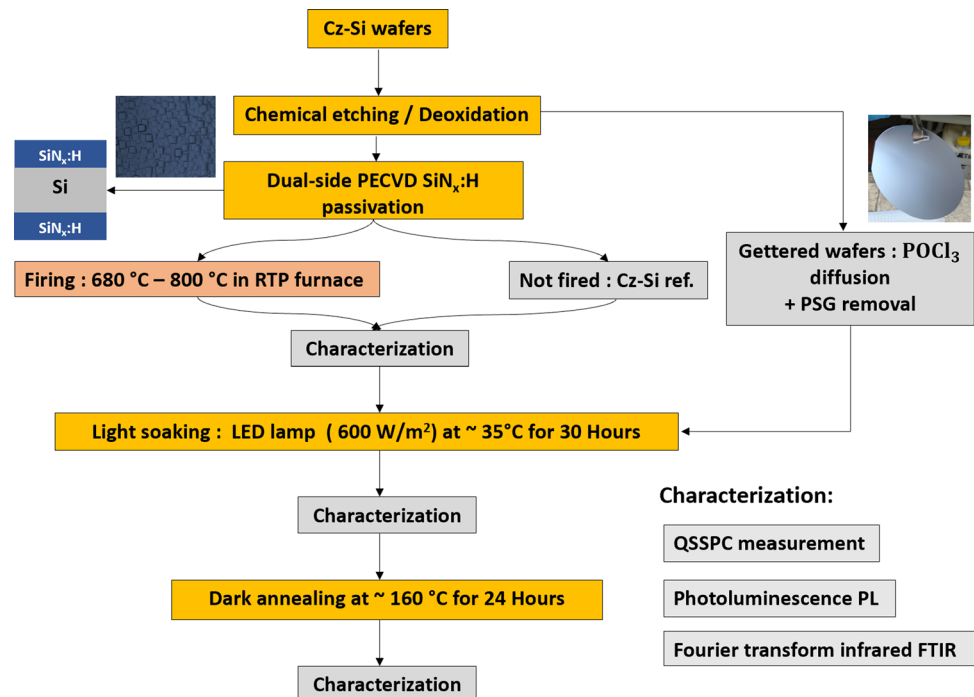 Cz-Si wafers
Chemical etching / Deoxidation
SiNₓ:H
Si
SiNₓ:H
Dual-side PECVD SiNₓ:H
passivation
Firing : 680 °C – 800 °C in RTP furnace
Not fired : Cz-Si ref.
Gettered wafers : POCl₃
diffusion
+ PSG removal
Characterization
Light soaking : LED lamp ( 600 W/m²) at ~ 35°C for 30 Hours
Characterization
Dark annealing at ~ 160 °C for 24 Hours
Characterization
Characterization:
QSSPC measurement
Photoluminescence PL
Fourier transform infrared FTIR